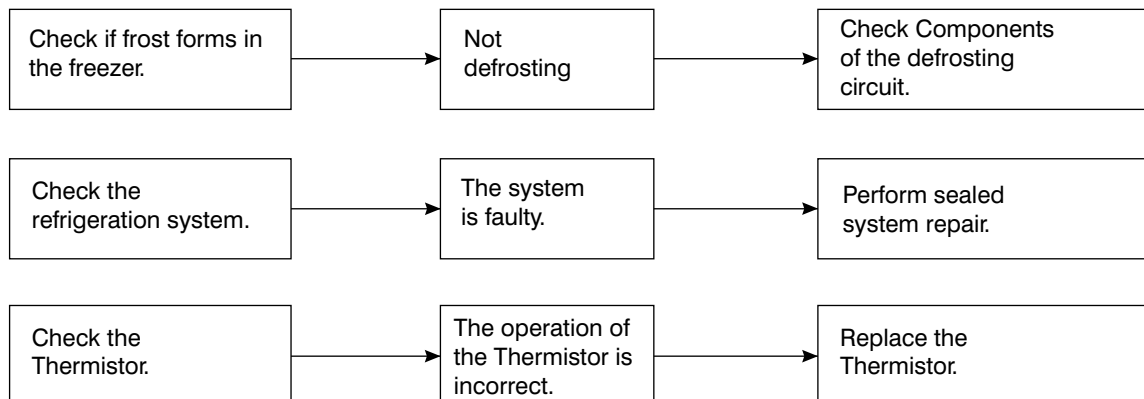 Check if frost forms in
the freezer.
Not
defrosting
Check Components
of the defrosting
circuit.
Check the
refrigeration system.
The system
is faulty.
Perform sealed
system repair.
Check the
Thermistor.
The operation of
the Thermistor is
incorrect.
Replace the
Thermistor.